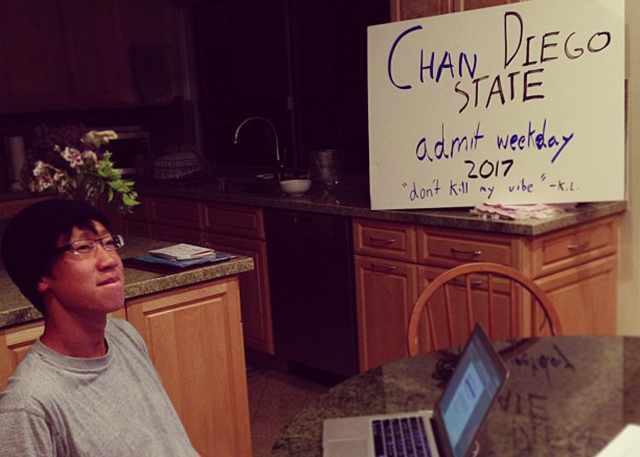 CHAN DIEGO
STATE
admit weekday
2017
"don't kill my vibe" -K.L.